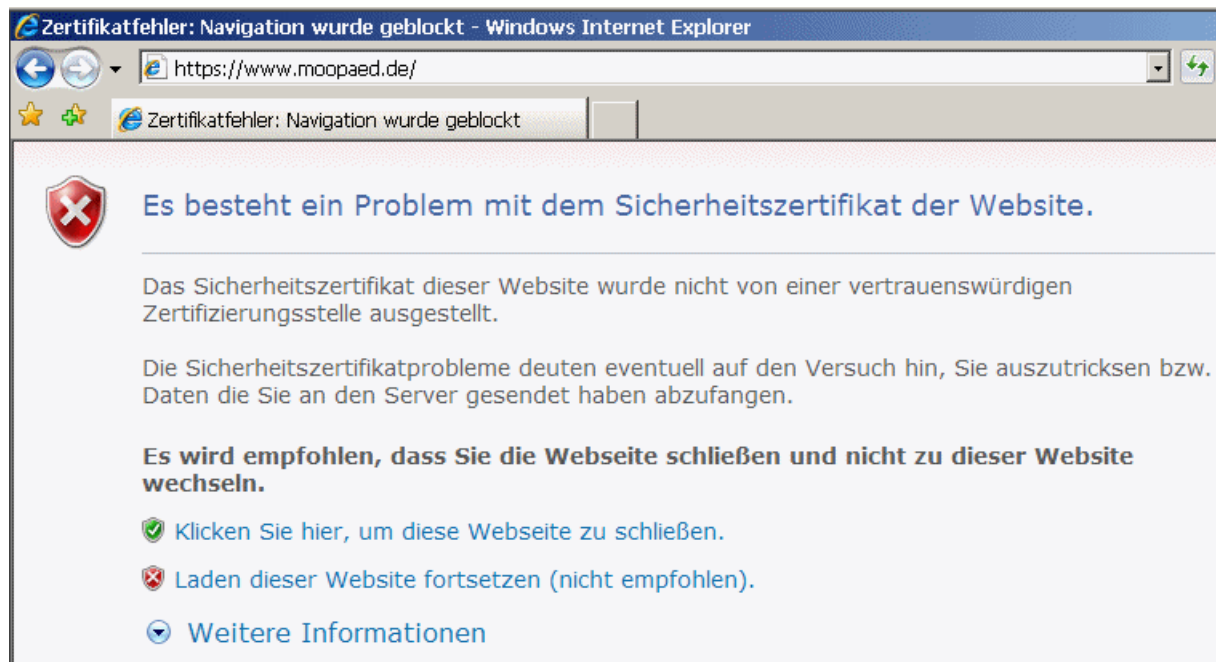 Zertifikatfehler: Navigation wurde geblockt - Windows Internet Explorer
https://www.moopaed.de/
Zertifikatfehler: Navigation wurde geblockt
Es besteht ein Problem mit dem Sicherheitszertifikat der Website.
Das Sicherheitszertifikat dieser Website wurde nicht von einer vertrauenswürdigen
Zertifizierungsstelle ausgestellt.
Die Sicherheitszertifikatprobleme deuten eventuell auf den Versuch hin, Sie auszutricksen bzw.
Daten die Sie an den Server gesendet haben abzufangen.
Es wird empfohlen, dass Sie die Webseite schließen und nicht zu dieser Website
wechseln.
Klicken Sie hier, um diese Webseite zu schließen.
Laden dieser Website fortsetzen (nicht empfohlen).
Weitere Informationen